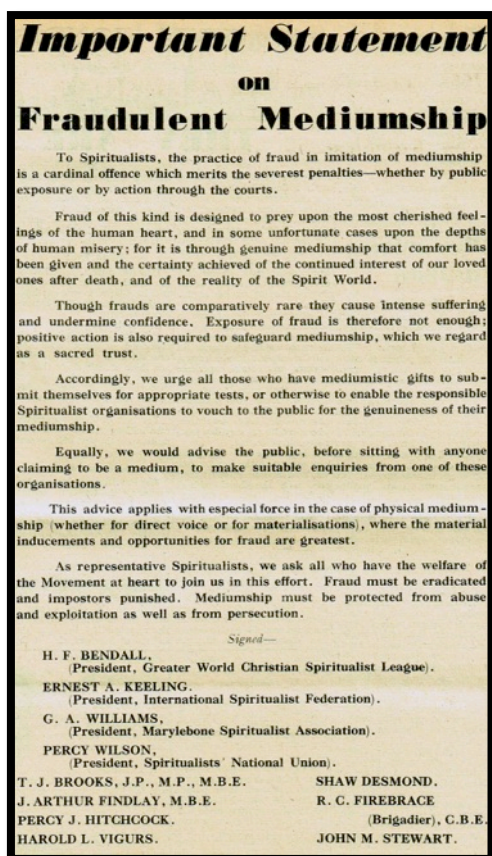 Important Statement
on
Fraudulent Mediumship
To Spiritualists, the practice of fraud in imitation of mediumship
is a cardinal offence which merits the severest penalties—whether by public
exposure or by action through the courts.
Fraud of this kind is designed to prey upon the most cherished feel-
ings of the human heart, and in some unfortunate cases upon the depths
of human misery; for it is through genuine mediumship that comfort has
been given and the certainty achieved of the continued interest of our loved
ones after death, and of the reality of the Spirit World.
Though frauds are comparatively rare they cause intense suffering
and undermine confidence. Exposure of fraud is therefore not enough;
positive action is also required to safeguard mediumship, which we regard
as a sacred trust.
Accordingly, we urge all those who have mediumistic gifts to sub-
mit themselves for appropriate tests, or otherwise to enable the responsible
Spiritualist organisations to vouch to the public for the genuineness of their
mediumship.
Equally, we would advise the public, before sitting with anyone
claiming to be a medium, to make suitable enquiries from one of these
organisations.
This advice applies with especial force in the case of physical medium-
ship (whether for direct voice or for materialisations), where the material
inducements and opportunities for fraud are greatest.
As representative Spiritualists, we ask all who have the welfare of
the Movement at heart to join us in this effort. Fraud must be eradicated
and impostors punished. Mediumship must be protected from abuse
and exploitation as well as from persecution.
Signed—
H. F. BENDALL,
(President, Greater World Christian Spiritualist League).
ERNEST A. KEELING.
(President, International Spiritualist Federation).
G. A. WILLIAMS,
(President, Marylebone Spiritualist Association).
PERCY WILSON,
(President, Spiritualists' National Union).
T. J. BROOKS, J.P., M.P., M.B.E.
J. ARTHUR FINDLAY, M.B.E.
PERCY J. HITCHCOCK.
HAROLD L. VIGURS.
SHAW DESMOND.
R. C. FIREBRACE
(Brigadier), C.B.E.
JOHN M. STEWART.